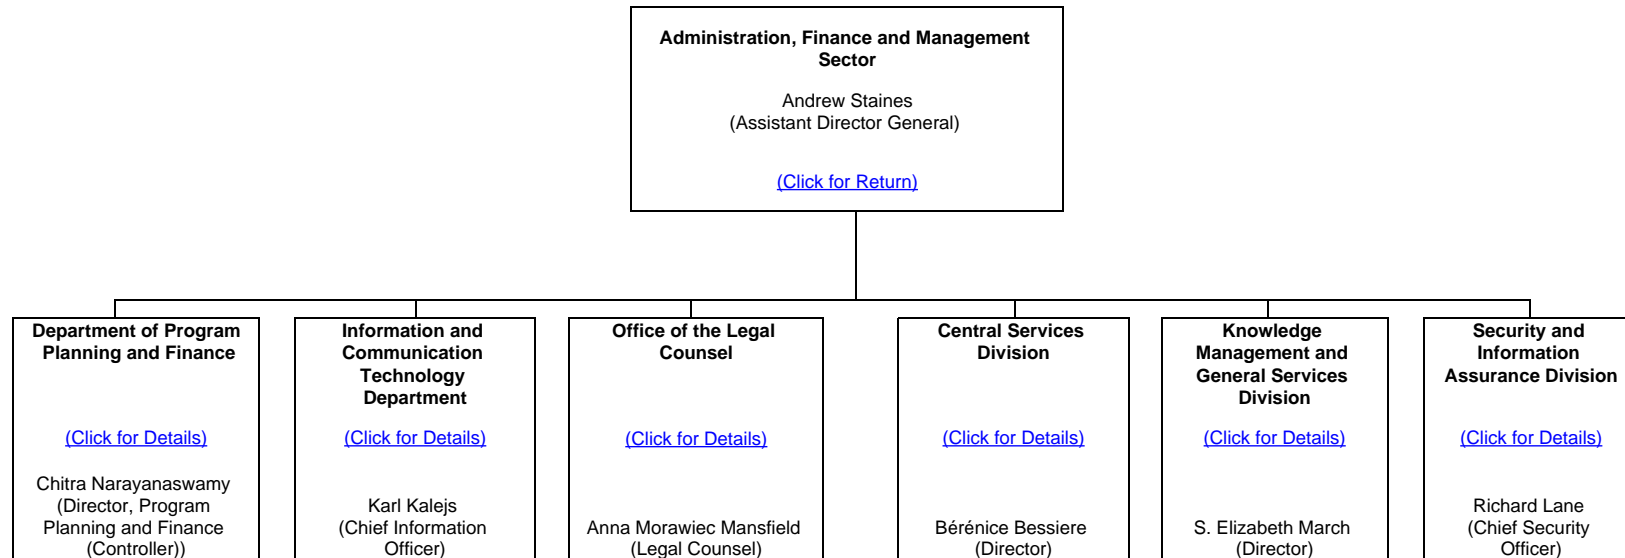 Administration, Finance and Management
Sector
Andrew Staines
(Assistant Director General)
(Click for Return)
Department of Program
Planning and Finance
(Click for Details)
Chitra Narayanaswamy
(Director, Program
Planning and Finance
(Controller))
Information and
Communication
Technology
Department
(Click for Details)
Karl Kalejs
(Chief Information
Officer)
Office of the Legal
Counsel
(Click for Details)
Anna Morawiec Mansfield
(Legal Counsel)
Central Services
Division
(Click for Details)
Bérénice Bessiere
(Director)
Knowledge
Management and
General Services
Division
(Click for Details)
S. Elizabeth March
(Director)
Security and
Information
Assurance Division
(Click for Details)
Richard Lane
(Chief Security
Officer)